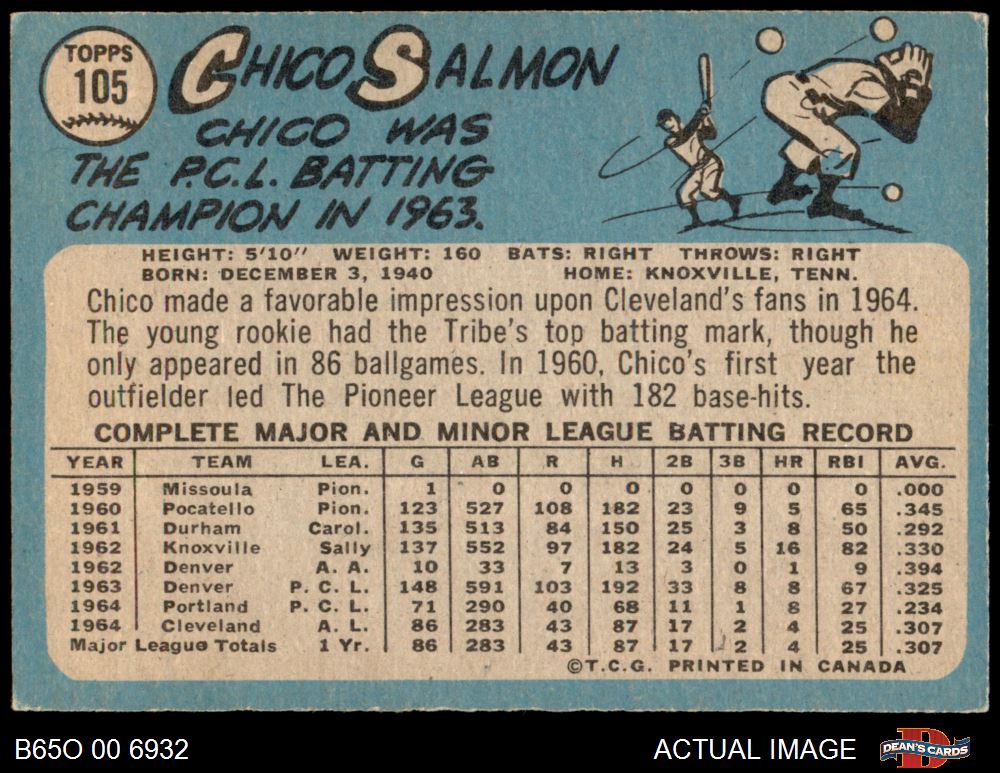 TOPPS
105
CHICO SALMON
CHICO WAS
THE P.C.L. BATTING
CHAMPION IN 1963.
HEIGHT: 5'10" WEIGHT: 160 BATS: RIGHT THROWS: RIGHT
BORN: DECEMBER 3, 1940 HOME: KNOXVILLE, TENN.
Chico made a favorable impression upon Cleveland's fans in 1964.
The young rookie had the Tribe's top batting mark, though he
only appeared in 86 ballgames. In 1960, Chico's first year the
outfielder led The Pioneer League with 182 base-hits.
COMPLETE MAJOR AND MINOR LEAGUE BATTING RECORD
YEAR TEAM LEA. G AB R H 2B 3B HR RBI AVG.
1959 Missoula Pion. 1 0 0 0 0 0 0 0 .000
1960 Pocatello Pion. 123 527 108 182 23 9 5 65 .345
1961 Durham Carol. 135 513 84 150 25 3 8 50 .292
1962 Knoxville Sally 137 552 97 182 24 5 16 82 .330
1962 Denver A. A. 10 33 7 13 3 0 1 9 .394
1963 Denver P. C. L. 148 591 103 192 33 8 8 67 .325
1964 Portland P. C. L. 71 290 40 68 11 1 8 27 .234
1964 Cleveland A. L. 86 283 43 87 17 2 4 25 .307
Major League Totals 1 Yr. 86 283 43 87 17 2 4 25 .307
©T.C.G. PRINTED IN CANADA
B65O 00 6932 ACTUAL IMAGE DEAN'S CARDS